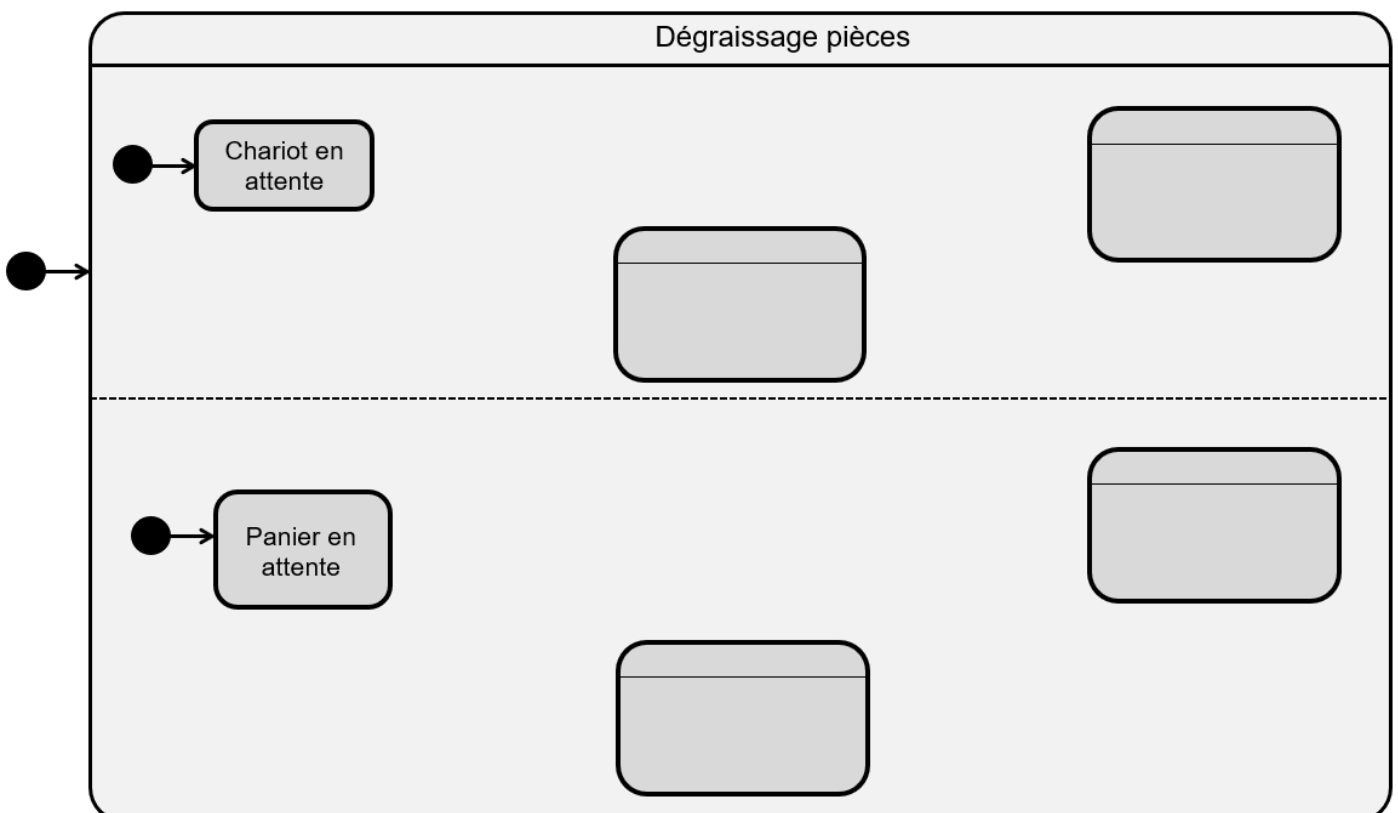 Dégraissage pièces
Chariot en
attente
Panier en
attente